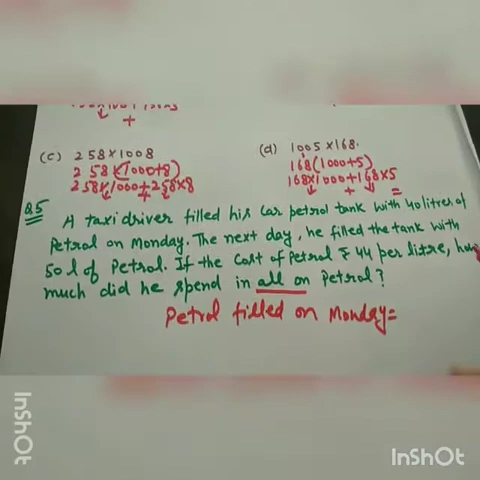 (C) 258×1008
258×(1000+8)
258×1000+258×8
+
(d) 1005×168.
168(1000+5)
168×1000+168×5
+ =
Q.5 A taxidriver filled his Car petrol tank with 40 litres of
Petrol on Monday. The next day, he filled the tank with
50 l of Petrol. If the Cost of Petrol ₹ 44 per litre, how
much did he spend in all on Petrol?
Petrol filled on Monday=
InShOt
InShOt